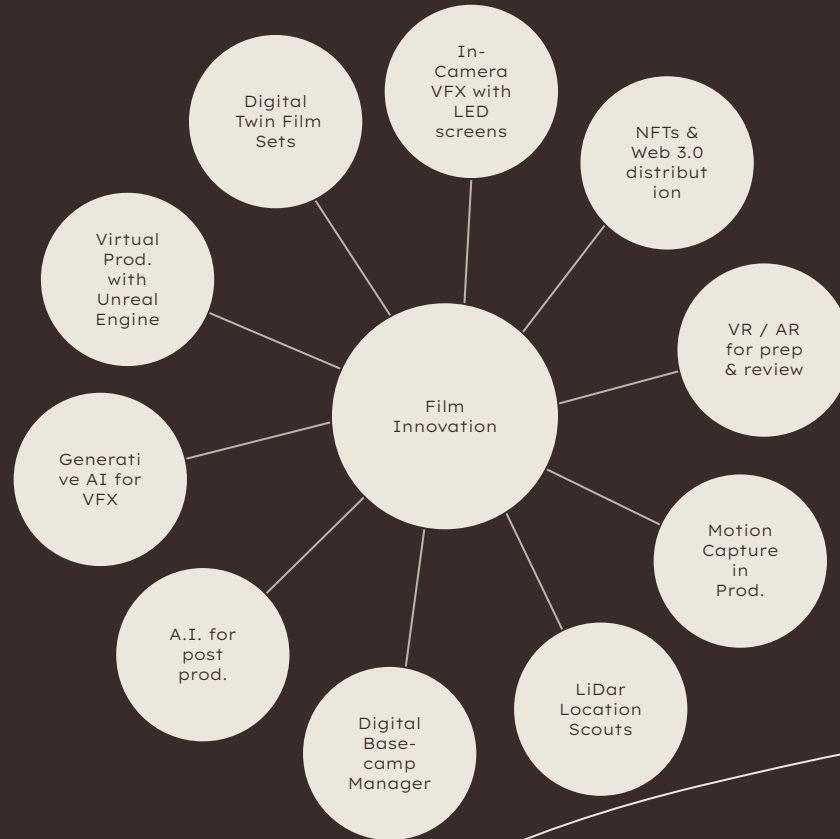 In-
Camera
VFX with
LED
screens
Digital
Twin Film
Sets
NFTs &
Web 3.0
distribut
ion
Virtual
Prod.
with
Unreal
Engine
VR / AR
for prep
& review
Film
Innovation
Generati
ve AI for
VFX
Motion
Capture
in
Prod.
A.I. for
post
prod.
LiDar
Location
Scouts
Digital
Base-
camp
Manager